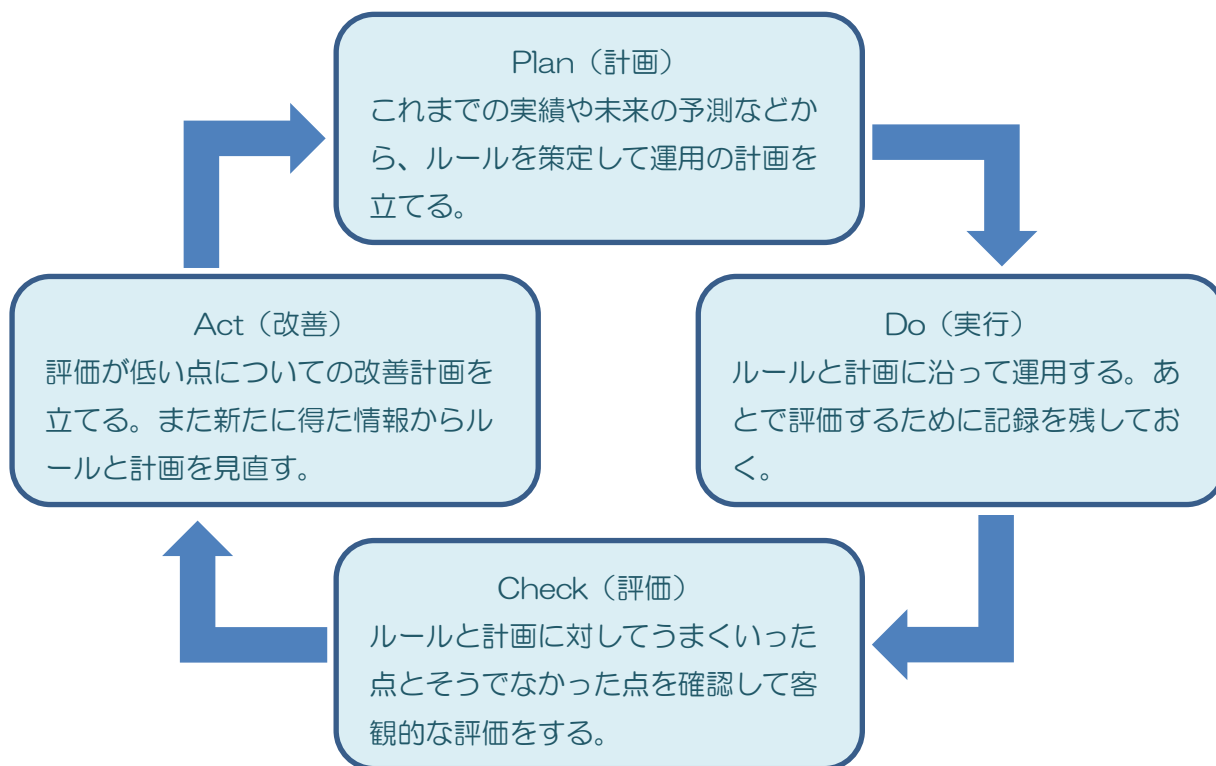 Plan（計画）
これまでの実績や未来の予測などか
ら、ルールを策定して運用の計画を
立てる。
Do（実行）
ルールと計画に沿って運用する。あ
とで評価するために記録を残してお
く。
Check（評価）
ルールと計画に対してうまくいった
点とそうでなかった点を確認して客
観的な評価をする。
Act（改善）
評価が低い点についての改善計画を
立てる。また新たに得た情報からル
ールと計画を見直す。